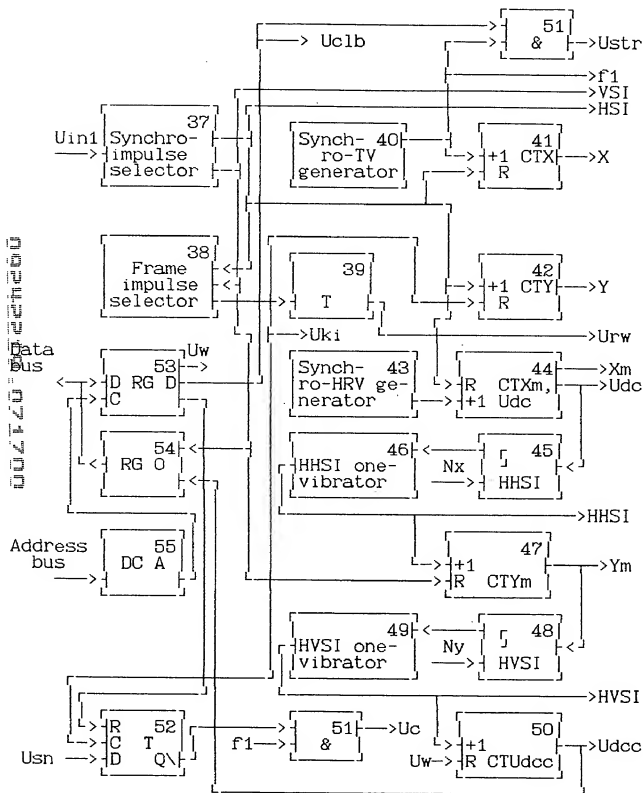 51
& >Ustr
>Uclb
>f1
>VSI
>HSI
Uin1
37
Synchro-
impulse
selector
40
Synch-
ro-TV
generator
41
+1 CTX >X
R
38
Frame
impulse
selector
39
T
42
+1 CTY >Y
R
>Uki
>Urw
Data
bus
53
>Uw
D RG D
C
43
Synch-
ro-HRV ge-
nerator
44
R CTXm,
+1 Udc
>Xm
>Udc
54
RG O
46
HHSI one-
vibrator
Nx
45
HHSI
>HHSI
Address
bus
55
DC A
47
+1
R CTYm
>Ym
49
HVSI one-
vibrator
Ny
48
HVSI
>HVSI
Usn
R 52
C T
D Q\
51
f1 & >Uc
50
+1
Uw R CTUdcc
>Udcc